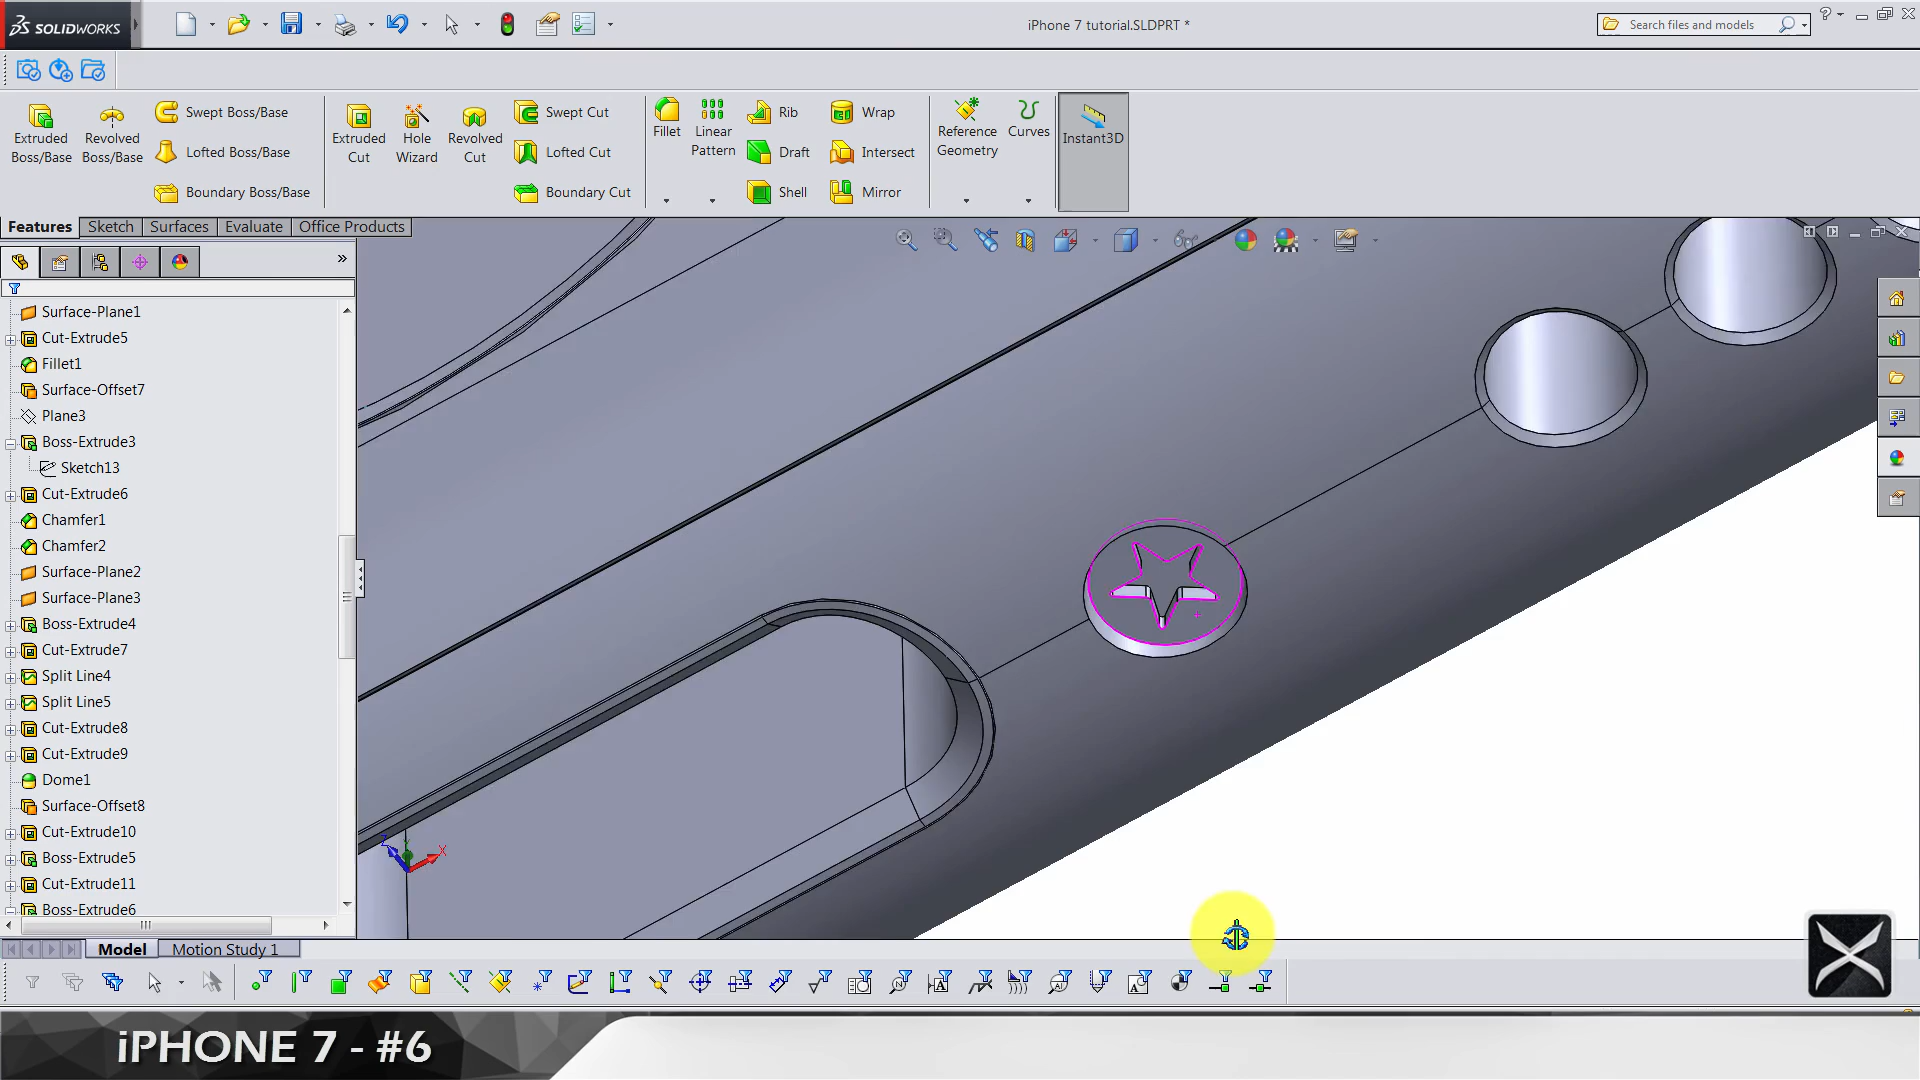 SOLIDWORKS
iPhone 7 tutorial.SLDPRT *
Search files and models
Extruded Boss/Base
Revolved Boss/Base
Swept Boss/Base
Lofted Boss/Base
Boundary Boss/Base
Extruded Cut
Hole Wizard
Revolved Cut
Swept Cut
Lofted Cut
Boundary Cut
Fillet
Linear Pattern
Rib
Draft
Shell
Wrap
Intersect
Mirror
Reference Geometry
Curves
Instant3D
Features Sketch Surfaces Evaluate Office Products
Surface-Plane1
Cut-Extrude5
Fillet1
Surface-Offset7
Plane3
Boss-Extrude3
Sketch13
Cut-Extrude6
Chamfer1
Chamfer2
Surface-Plane2
Surface-Plane3
Boss-Extrude4
Cut-Extrude7
Split Line4
Split Line5
Cut-Extrude8
Cut-Extrude9
Dome1
Surface-Offset8
Cut-Extrude10
Boss-Extrude5
Cut-Extrude11
Boss-Extrude6
Z Y X
Model Motion Study 1
iPHONE 7 - #6